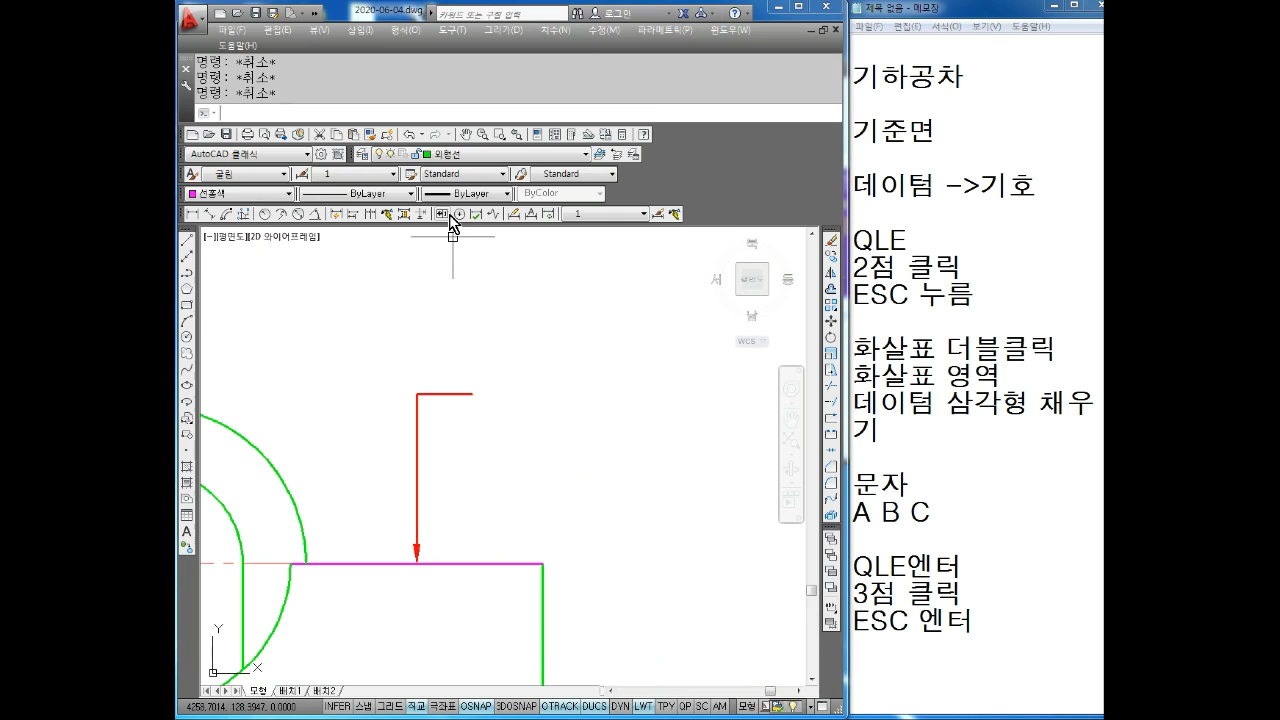 2020-06-04.dwg
키워드 또는 구절 입력
로그인
파일(F) 편집(E) 뷰(V) 삽입(I) 형식(O) 도구(T) 그리기(D) 치수(N) 수정(M) 파라메트릭(P) 윈도우(W)
도움말(H)
명령: *취소*
명령: *취소*
명령: *취소*
AutoCAD 클래식
외형선
굴림
1
Standard
Standard
선홍색
ByLayer
ByLayer
ByColor
1
[-][평면도][2D 와이어프레임]
북
서
평면도
동
남
WCS
Y
X
모형 배치1 배치2
4258.7014, 128.3947, 0.0000
INFER 스냅 그리드 직교 극좌표 OSNAP 3DOSNAP OTRACK DUCS DYN LWT TPY QP SC AM 모형
제목 없음 - 메모장
파일(F) 편집(E) 서식(O) 보기(V) 도움말(H)
기하공차
기준면
데이텀 ->기호
QLE
2점 클릭
ESC 누름
화살표 더블클릭
화살표 영역
데이텀 삼각형 채우
기
문자
A B C
QLE엔터
3점 클릭
ESC 엔터